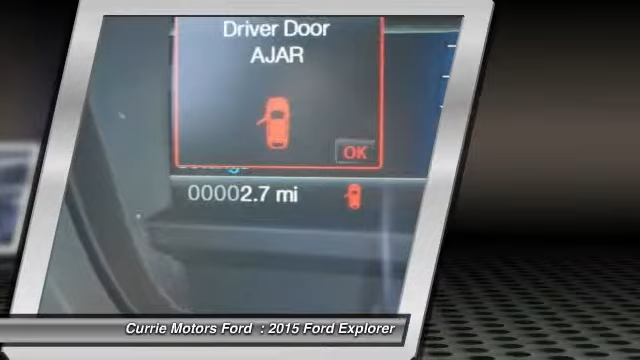 Driver Door
AJAR
OK
00002.7 mi
Currie Motors Ford : 2015 Ford Explorer